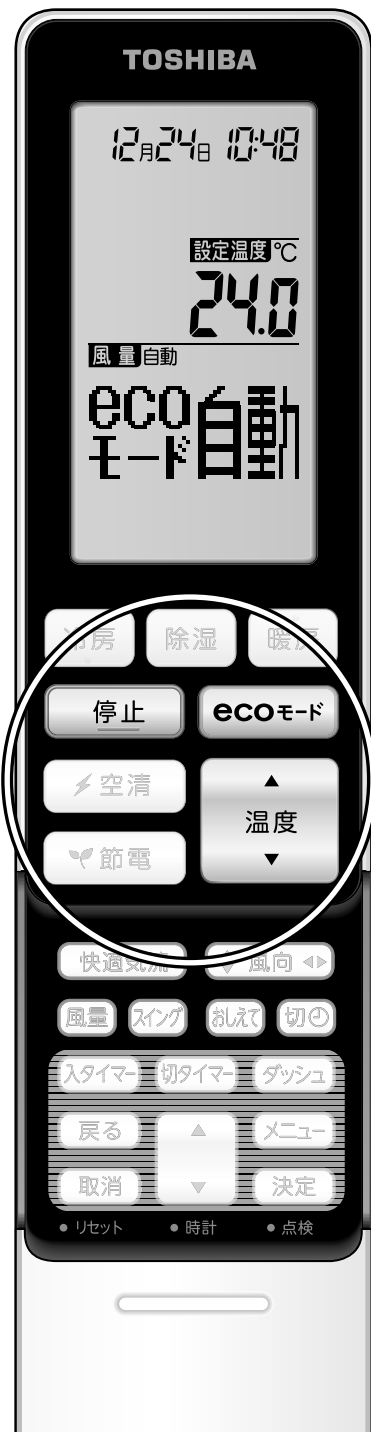 TOSHIBA
12月24日 10:48
設定温度 ℃
24.0
風量 自動
eco
モード 自動
冷房 除湿 暖房
停止 ecoモード
空清 温度
節電
快適気流 風向
風量 スイング おしえて 切
入タイマー 切タイマー ダッシュ
戻る メニュー
取消 決定
リセット 時計 点検